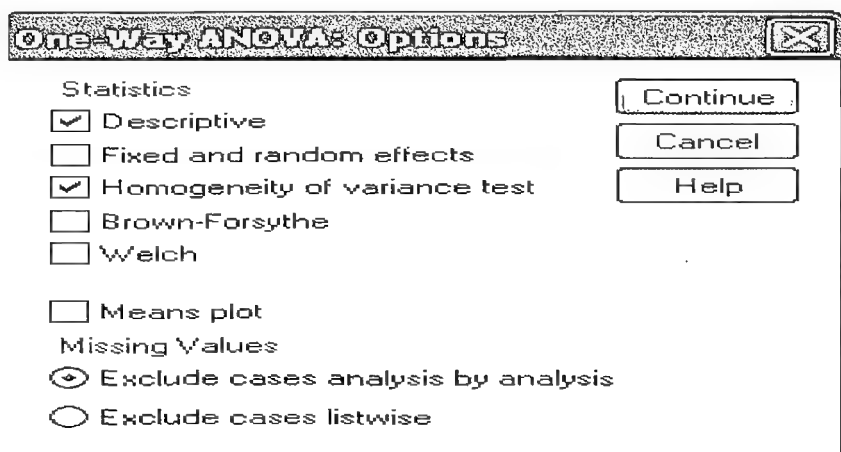 One-Way ANOVA: Options
Statistics
Continue
Descriptive
Cancel
Fixed and random effects
Homogeneity of variance test
Help
Brown-Forsythe
Welch
Means plot
Missing Values
Exclude cases analysis by analysis
Exclude cases listwise